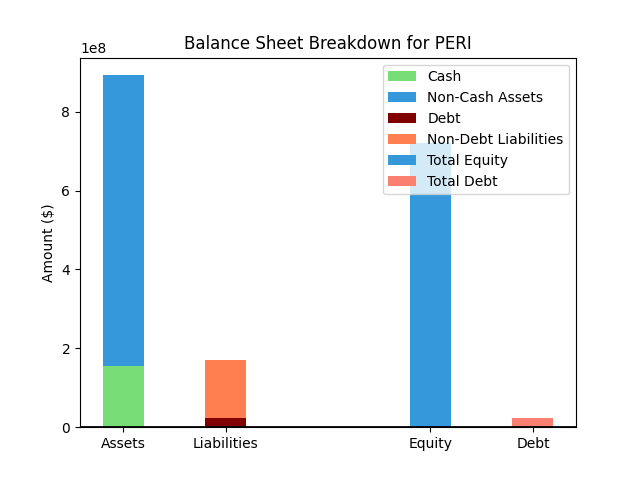 Balance Sheet Breakdown for PERI
1e8
Cash
Non-Cash Assets
Debt
Non-Debt Liabilities
Total Equity
Total Debt
Amount ($)
8
6
4
2
0
Assets
Liabilities
Equity
Debt